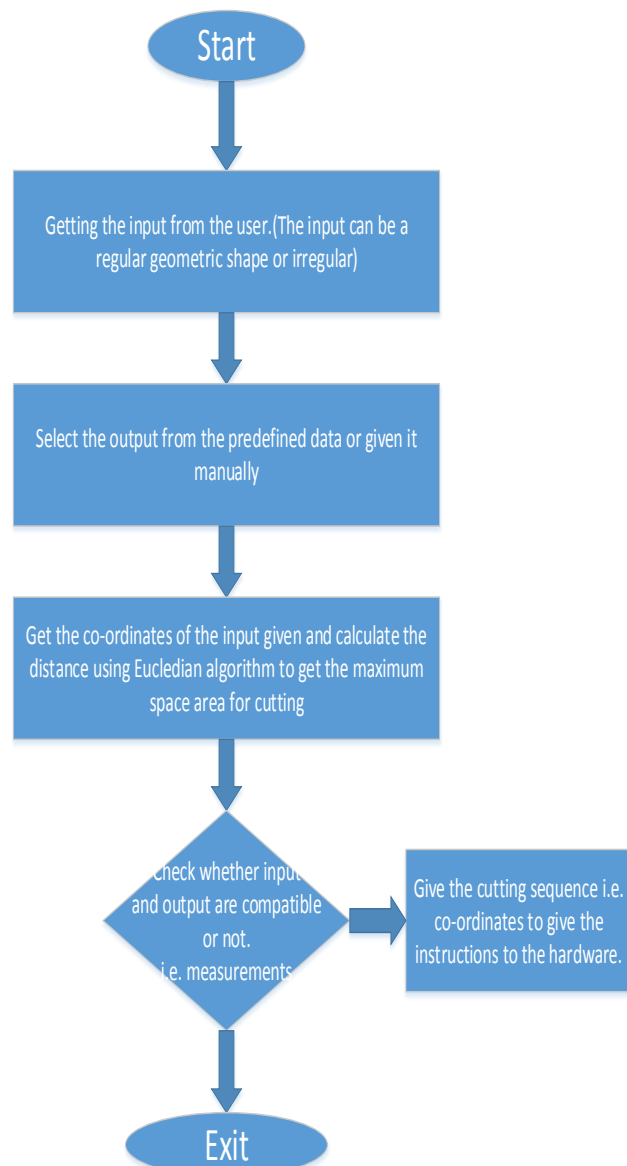 Start
Getting the input from the user.(The input can be a
regular geometric shape or irregular)
Select the output from the predefined data or given it
manually
Get the co-ordinates of the input given and calculate the
distance using Eucledian algorithm to get the maximum
space area for cutting
Check whether input
and output are compatible
or not.
i.e. measurements
Give the cutting sequence i.e.
co-ordinates to give the
instructions to the hardware.
Exit